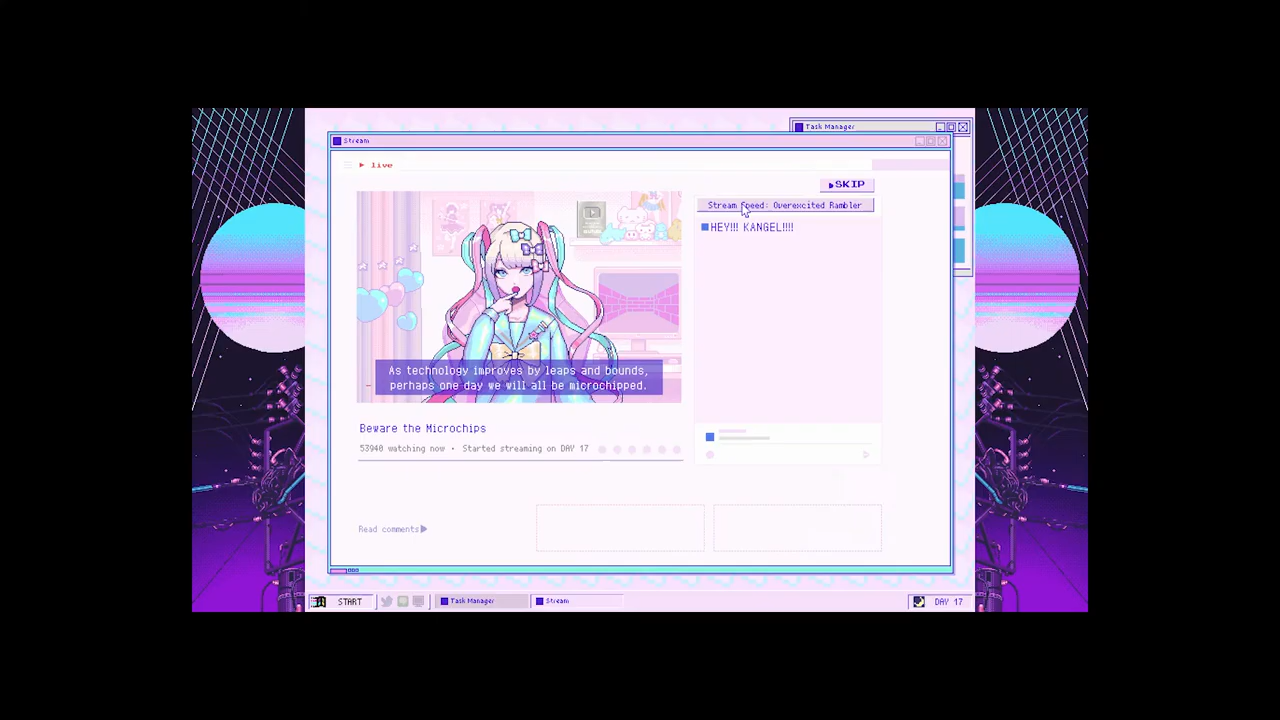 Task Manager
Stream
live
SKIP
Stream Speed: Overexcited Rambler
HEY!!! KANGEL!!!!
As technology improves by leaps and bounds,
perhaps one day we will all be microchipped.
Beware the Microchips
53940 watching now • Started streaming on DAY 17
Read comments
START
Task Manager
Stream
DAY 17